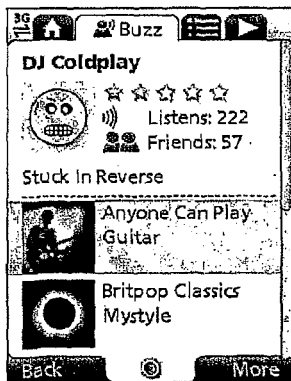 3G
Buzz
DJ Coldplay
Listens: 222
Friends: 57
Stuck In Reverse
Anyone Can Play
Guitar
Britpop Classics
Mystyle
Back
More